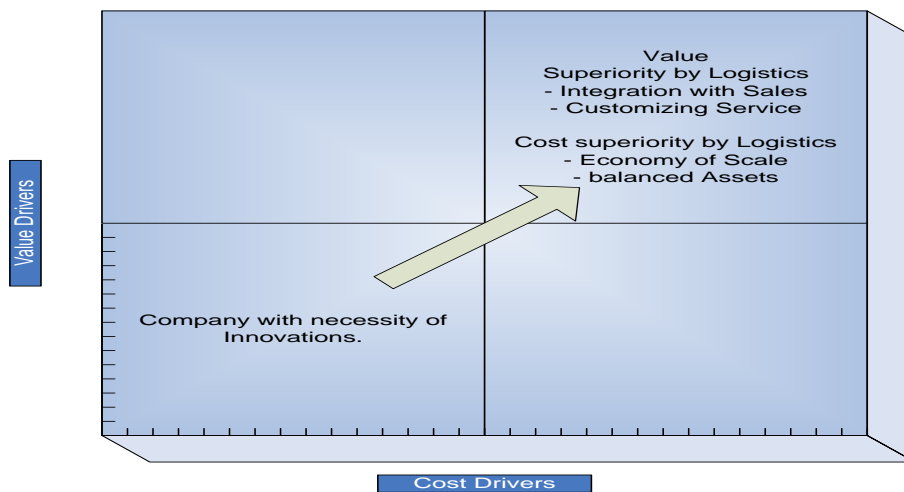 Value
Superiority by Logistics
- Integration with Sales
- Customizing Service
Cost superiority by Logistics
- Economy of Scale
- balanced Assets
Value Drivers
Company with necessity of
Innovations.
Cost Drivers